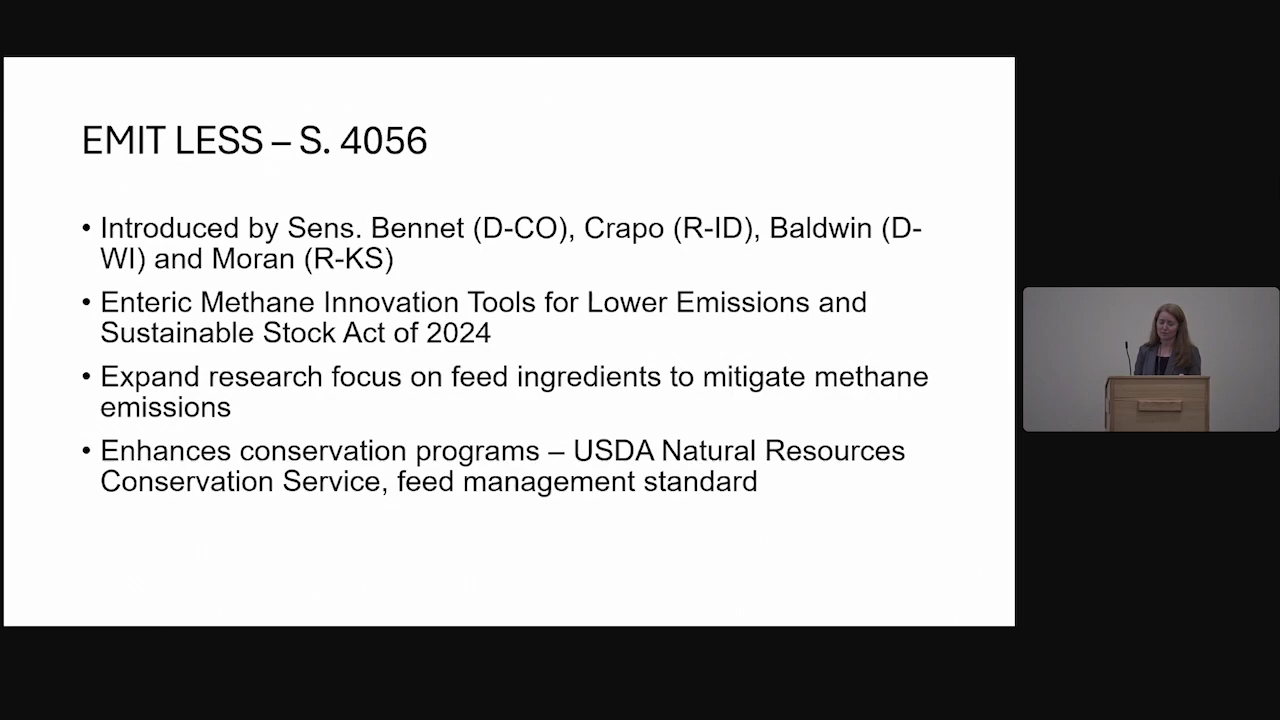 EMIT LESS – S. 4056
• Introduced by Sens. Bennet (D-CO), Crapo (R-ID), Baldwin (D-
WI) and Moran (R-KS)
• Enteric Methane Innovation Tools for Lower Emissions and
Sustainable Stock Act of 2024
• Expand research focus on feed ingredients to mitigate methane
emissions
• Enhances conservation programs – USDA Natural Resources
Conservation Service, feed management standard